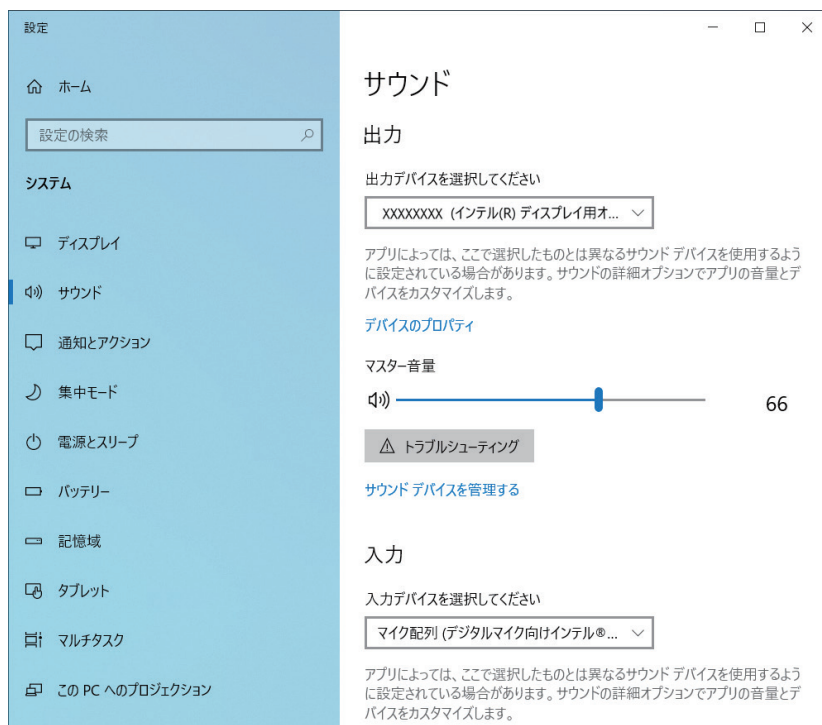 設定
ホーム
設定の検索
システム
ディスプレイ
サウンド
通知とアクション
集中モード
電源とスリープ
バッテリー
記憶域
タブレット
マルチタスク
この PC へのプロジェクション
サウンド
出力
出力デバイスを選択してください
XXXXXXXX (インテル(R) ディスプレイ用オ...
アプリによっては、ここで選択したものとは異なるサウンド デバイスを使用するよう
に設定されている場合があります。サウンドの詳細オプションでアプリの音量とデ
バイスをカスタマイズします。
デバイスのプロパティ
マスター音量
66
トラブルシューティング
サウンド デバイスを管理する
入力
入力デバイスを選択してください
マイク配列 (デジタルマイク向けインテル®...
アプリによっては、ここで選択したものとは異なるサウンド デバイスを使用するよう
に設定されている場合があります。サウンドの詳細オプションでアプリの音量とデ
バイスをカスタマイズします。